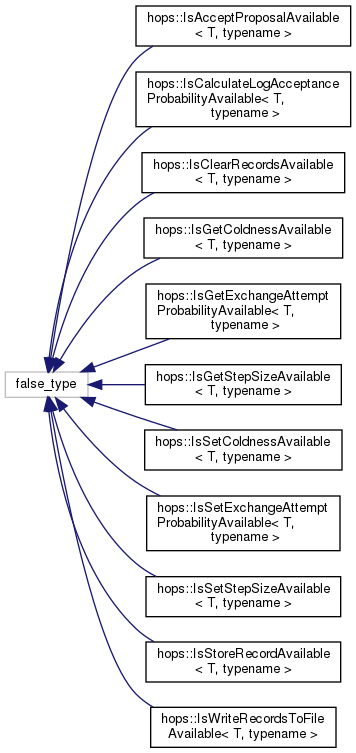 hops::IsAcceptProposalAvailable
< T, typename >
hops::IsCalculateLogAcceptance
ProbabilityAvailable< T,
typename >
hops::IsClearRecordsAvailable
< T, typename >
hops::IsGetColdnessAvailable
< T, typename >
hops::IsGetExchangeAttempt
ProbabilityAvailable< T,
typename >
false_type
hops::IsGetStepSizeAvailable
< T, typename >
hops::IsSetColdnessAvailable
< T, typename >
hops::IsSetExchangeAttempt
ProbabilityAvailable< T,
typename >
hops::IsSetStepSizeAvailable
< T, typename >
hops::IsStoreRecordAvailable
< T, typename >
hops::IsWriteRecordsToFile
Available< T, typename >